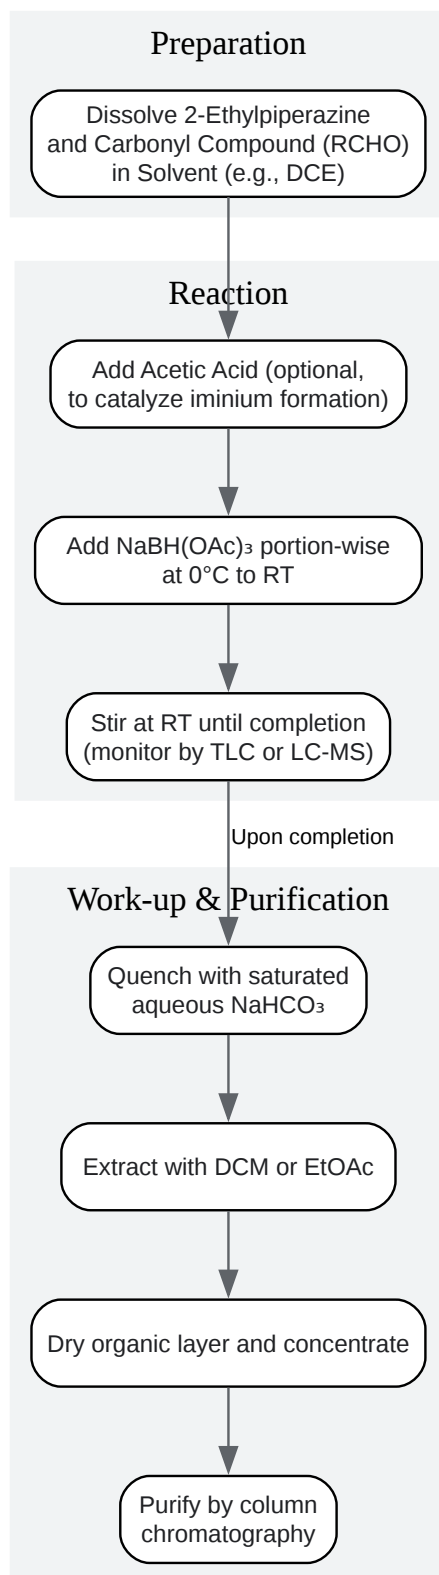 Preparation
Dissolve 2-Ethylpiperazine
and Carbonyl Compound (RCHO)
in Solvent (e.g., DCE)
Reaction
Add Acetic Acid (optional,
to catalyze iminium formation)
Add NaBH(OAc)₃ portion-wise
at 0°C to RT
Stir at RT until completion
(monitor by TLC or LC-MS)
Upon completion
Work-up & Purification
Quench with saturated
aqueous NaHCO₃
Extract with DCM or EtOAc
Dry organic layer and concentrate
Purify by column
chromatography